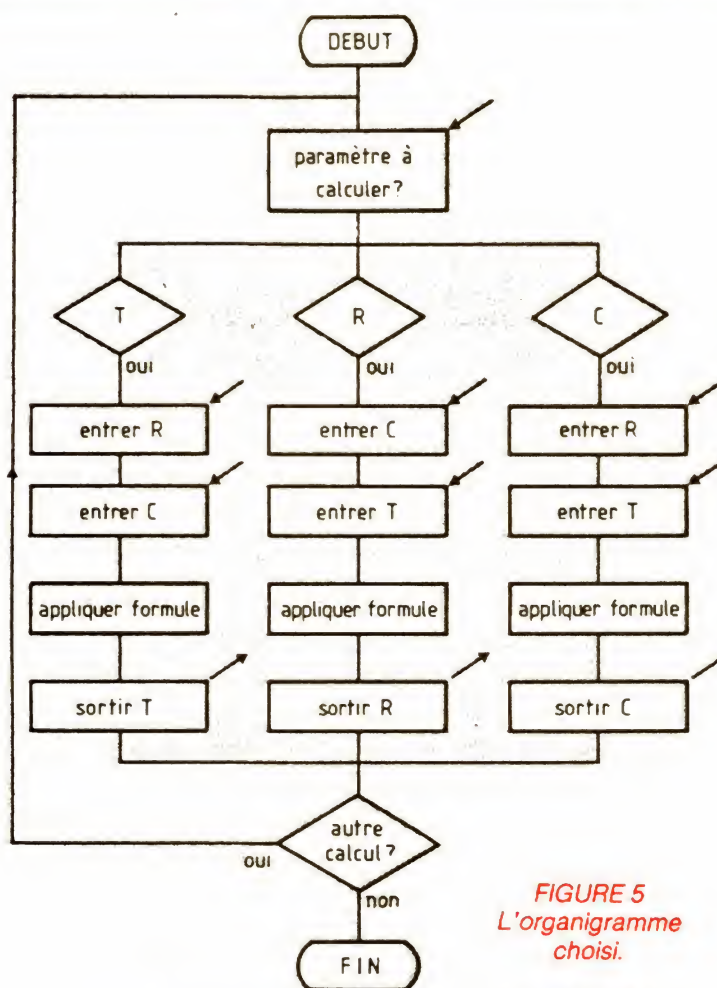 DEBUT
paramètre à
calculer?
T
R
C
oui
oui
oui
entrer R
entrer C
entrer R
entrer C
entrer T
entrer T
appliquer formule
appliquer formule
appliquer formule
sortir T
sortir R
sortir C
autre
calcul?
oui
non
FIN
FIGURE 5
L'organigramme
choisi.